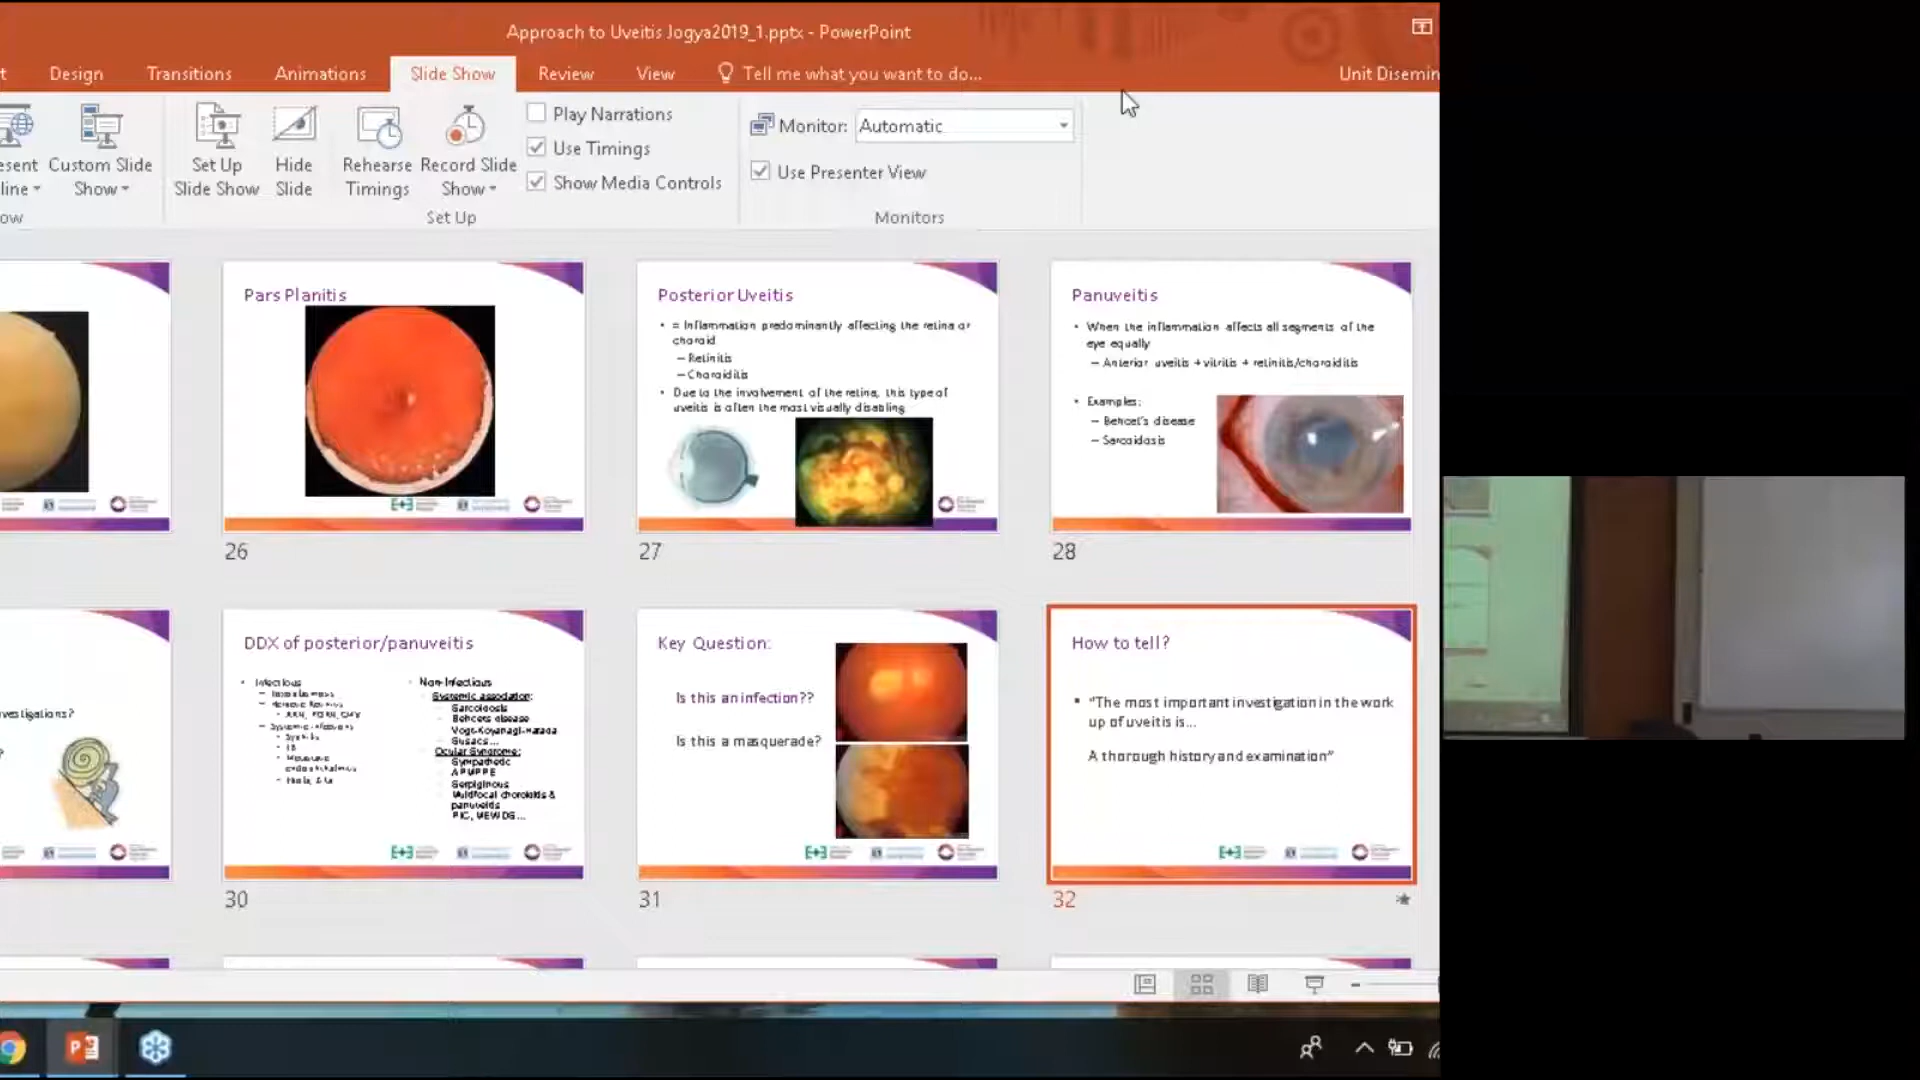 Approach to Uveitis Jogya2019_1.pptx - PowerPoint
Design Transitions Animations Slide Show Review View Tell me what you want to do... Unit Disemin
Custom Slide Show
Set Up Slide Show
Hide Slide
Rehearse Timings
Record Slide Show
Play Narrations
Use Timings
Show Media Controls
Set Up
Monitor: Automatic
Use Presenter View
Monitors
Pars Planitis
26
Posterior Uveitis
= Inflammation predominantly affecting the retina or
choroid
– Retinitis
– Choroiditis
Due to the involvement of the retina, this type of
uveitis is often the most visually disabling
27
Panuveitis
When the inflammation affects all segments of the
eye equally
– Anterior uveitis + vitritis + retinitis/choroiditis
Examples:
– Behcet's disease
– Sarcoidosis
28
vestigations?
DDX of posterior/panuveitis
Infectious
Non-Infectious
Systemic association:
Sarcoidosis
Behcets disease
Vogt-Koyanagi-Harada
Ocular Syndrome:
Sympathetic
APMPPE
Serpiginous
Multifocal choroiditis &
panuveitis
PIC, MEWDS...
30
Key Question:
Is this an infection??
Is this a masquerade?
31
How to tell?
"The most important investigation in the work
up of uveitis is...
A thorough history and examination"
32